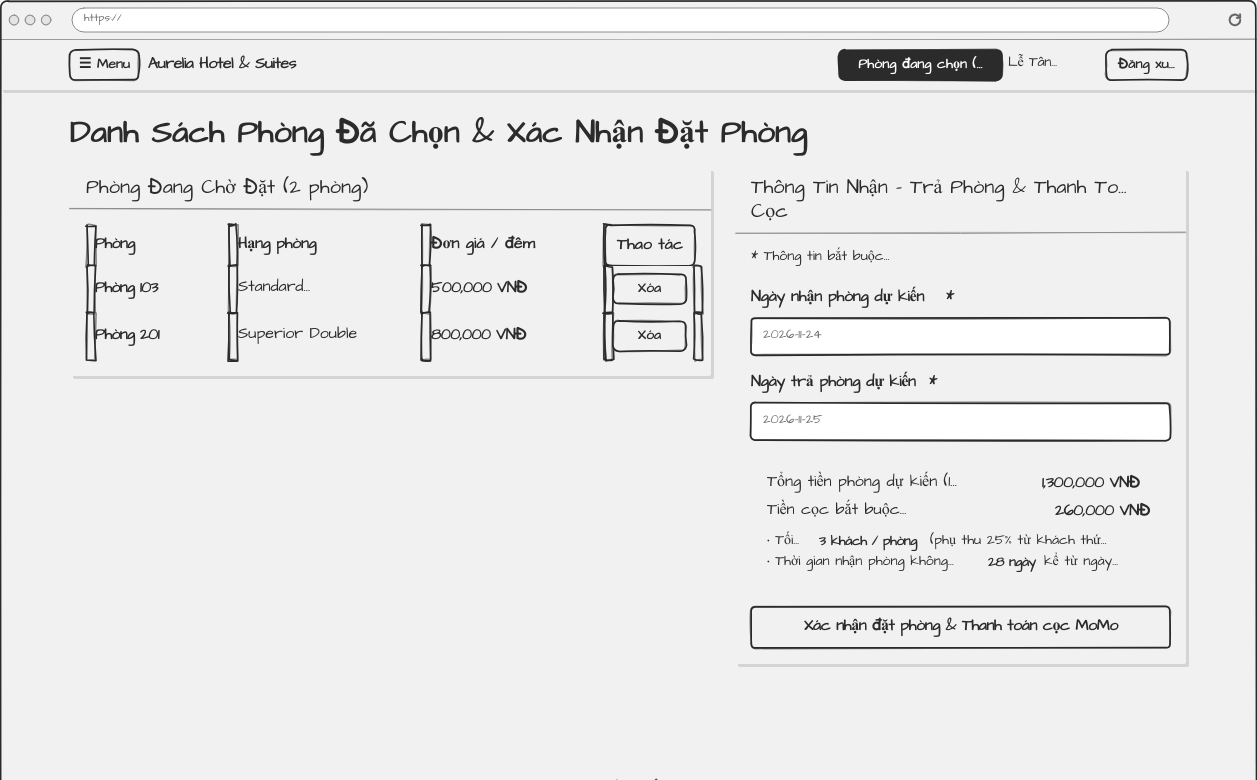 https://
☰ Menu Aurelia Hotel & Suites Phòng đang chọn (... Lễ Tân... Đăng xu...
Danh Sách Phòng Đã Chọn & Xác Nhận Đặt Phòng
Phòng Đang Chờ Đặt (2 phòng)
Phòng Hạng phòng Đơn giá / đêm Thao tác
Phòng 103 Standard... 500,000 VNĐ Xóa
Phòng 201 Superior Double 800,000 VNĐ Xóa
Thông Tin Nhận - Trả Phòng & Thanh To...
Cọc
* Thông tin bắt buộc...
Ngày nhận phòng dự kiến *
2026-11-24
Ngày trả phòng dự kiến *
2026-11-25
Tổng tiền phòng dự kiến (1... 1,300,000 VNĐ
Tiền cọc bắt buộc... 260,000 VNĐ
· Tối... 3 khách / phòng (phụ thu 25% từ khách thứ...
· Thời gian nhận phòng không... 28 ngày kể từ ngày...
Xác nhận đặt phòng & Thanh toán cọc MoMo